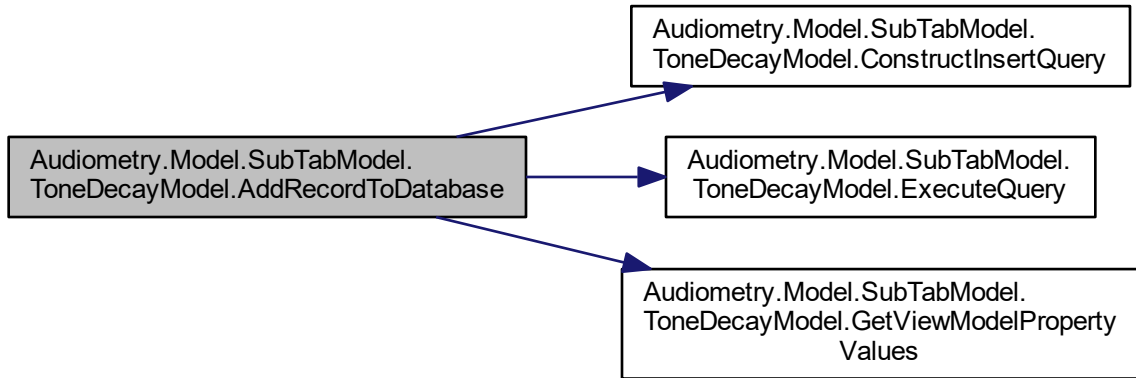 Audiometry.Model.SubTabModel.
ToneDecayModel.ConstructInsertQuery
Audiometry.Model.SubTabModel.
ToneDecayModel.AddRecordToDatabase
Audiometry.Model.SubTabModel.
ToneDecayModel.ExecuteQuery
Audiometry.Model.SubTabModel.
ToneDecayModel.GetViewModelProperty
Values